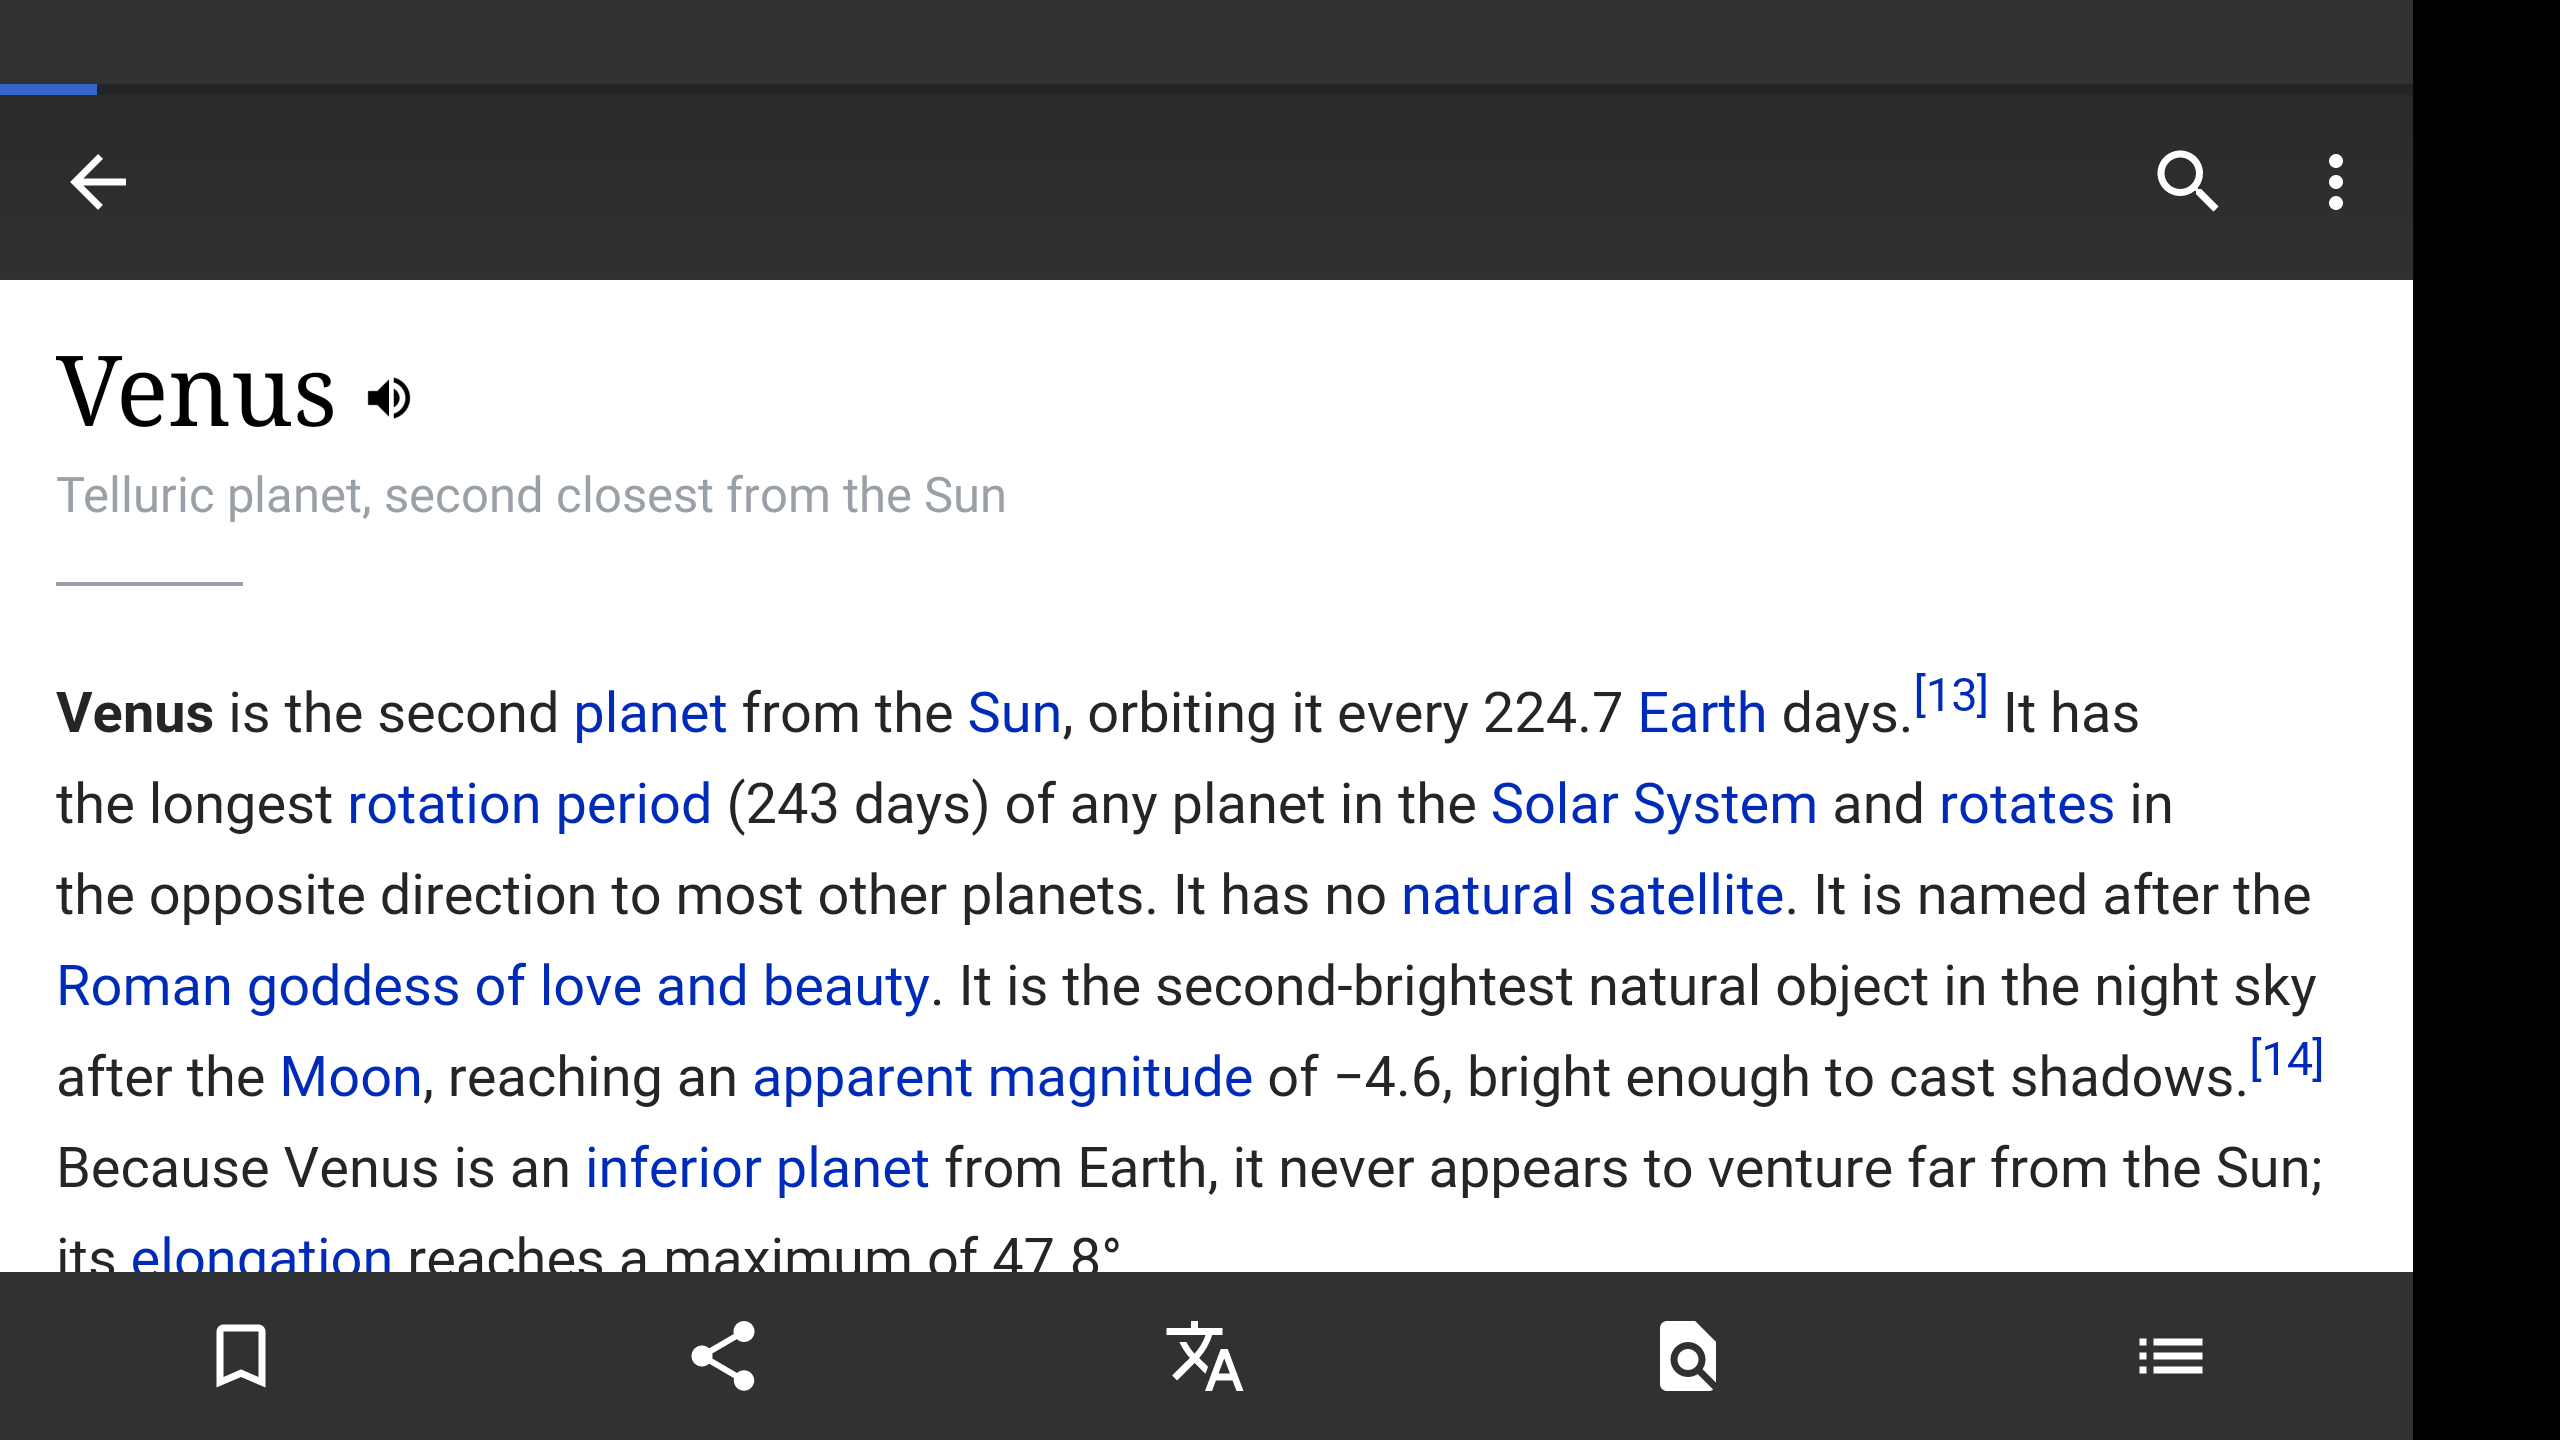 Venus
Telluric planet, second closest from the Sun
Venus is the second planet from the Sun, orbiting it every 224.7 Earth days.[13] It has
the longest rotation period (243 days) of any planet in the Solar System and rotates in
the opposite direction to most other planets. It has no natural satellite. It is named after the
Roman goddess of love and beauty. It is the second-brightest natural object in the night sky
after the Moon, reaching an apparent magnitude of −4.6, bright enough to cast shadows.[14]
Because Venus is an inferior planet from Earth, it never appears to venture far from the Sun;
its elongation reaches a maximum of 47.8°